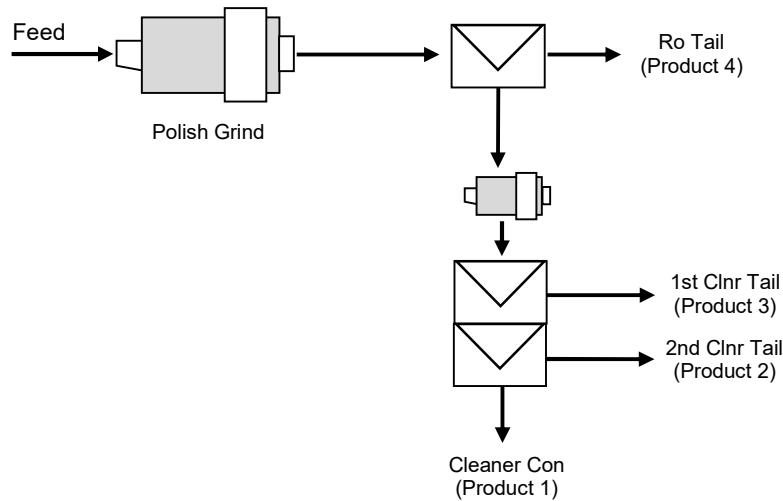 Feed
Ro Tail
(Product 4)
Polish Grind
1st Clnr Tail
(Product 3)
2nd Clnr Tail
(Product 2)
Cleaner Con
(Product 1)